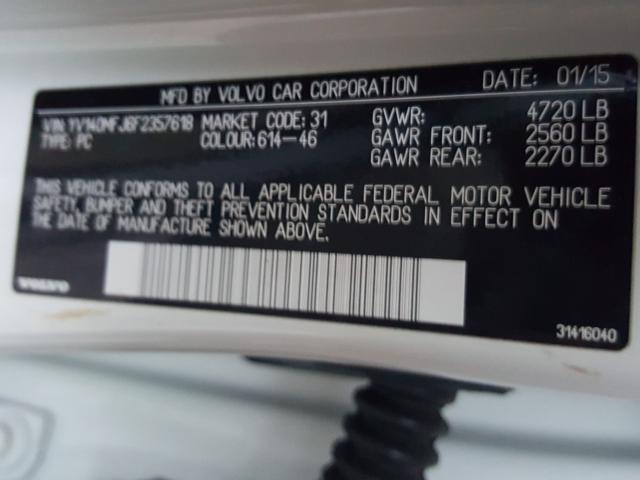 MFD BY VOLVO CAR CORPORATION DATE: 01/15
VIN: YV140MFJ6F2357618 MARKET CODE: 31 GVWR: 4720 LB
TYPE: PC COLOUR: 614-46 GAWR FRONT: 2560 LB
GAWR REAR: 2270 LB
THIS VEHICLE CONFORMS TO ALL APPLICABLE FEDERAL MOTOR VEHICLE
SAFETY, BUMPER AND THEFT PREVENTION STANDARDS IN EFFECT ON
THE DATE OF MANUFACTURE SHOWN ABOVE.
VOLVO
31416040